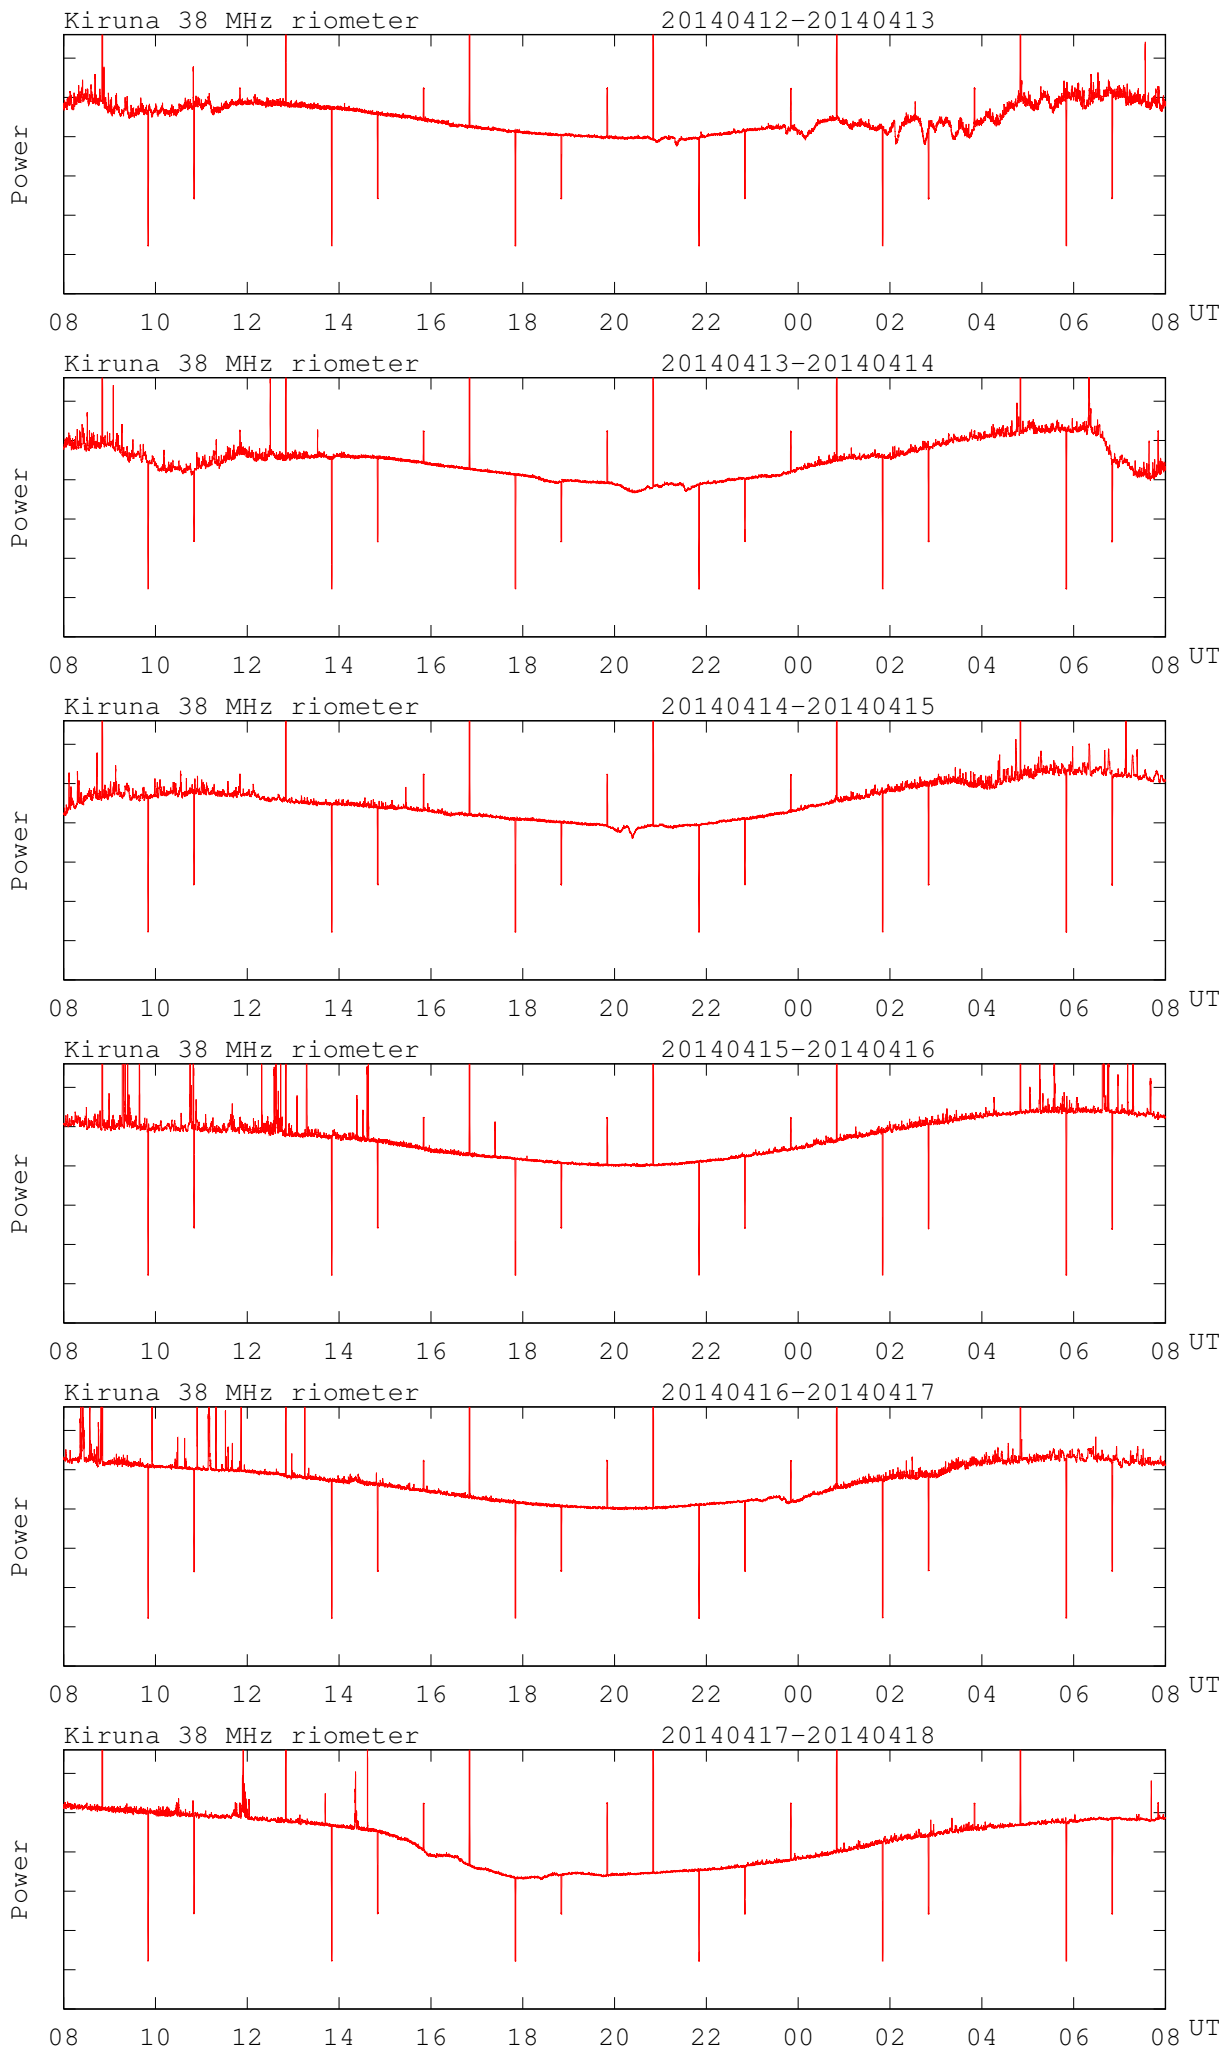 Kiruna 38 MHz riometer 20140412-20140413
Power
08 10 12 14 16 18 20 22 00 02 04 06 08 UT
Kiruna 38 MHz riometer 20140413-20140414
Power
08 10 12 14 16 18 20 22 00 02 04 06 08 UT
Kiruna 38 MHz riometer 20140414-20140415
Power
08 10 12 14 16 18 20 22 00 02 04 06 08 UT
Kiruna 38 MHz riometer 20140415-20140416
Power
08 10 12 14 16 18 20 22 00 02 04 06 08 UT
Kiruna 38 MHz riometer 20140416-20140417
Power
08 10 12 14 16 18 20 22 00 02 04 06 08 UT
Kiruna 38 MHz riometer 20140417-20140418
Power
08 10 12 14 16 18 20 22 00 02 04 06 08 UT